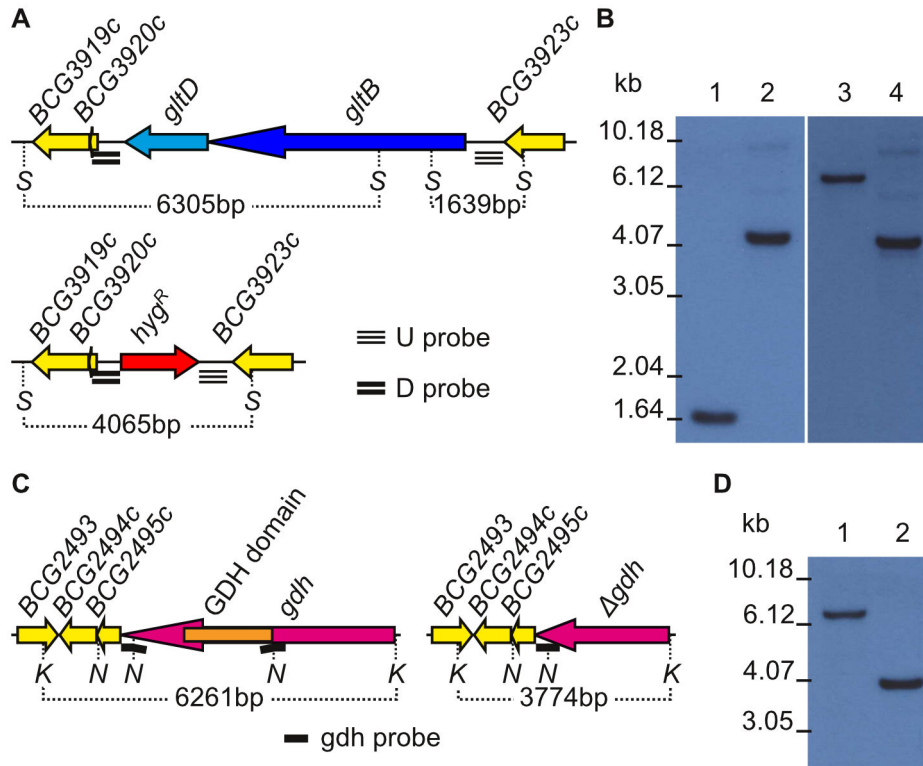 A
BCG3919c
BCG3920c
gltD
gltB
BCG3923c
S
S
S
S
6305bp
1639bp
BCG3919c
BCG3920c
hygᴿ
BCG3923c
S
S
4065bp
U probe
D probe
B
kb
1
2
3
4
10.18
6.12
4.07
3.05
2.04
1.64
C
BCG2493
BCG2494c
BCG2495c
GDH domain
gdh
K
N
N
N
K
6261bp
BCG2493
BCG2494c
BCG2495c
Δgdh
K
N
N
K
3774bp
gdh probe
D
kb
1
2
10.18
6.12
4.07
3.05